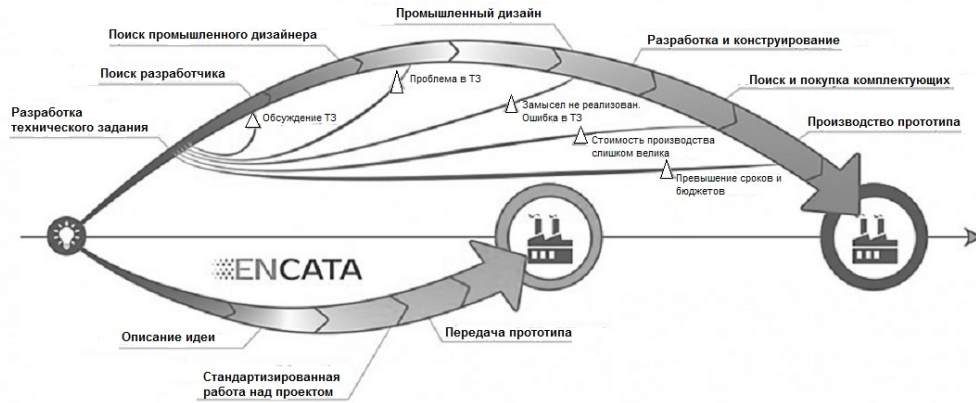 Промышленный дизайн
Поиск промышленного дизайнера
Разработка и конструирование
Поиск разработчика
Проблема в ТЗ
Поиск и покупка комплектующих
Разработка
технического задания
Обсуждение ТЗ
Замысел не реализован.
Ошибка в ТЗ
Производство прототипа
Стоимость производства
слишком велика
Превышение сроков и
бюджетов
ENCATA
Описание идеи
Передача прототипа
Стандартизированная
работа над проектом